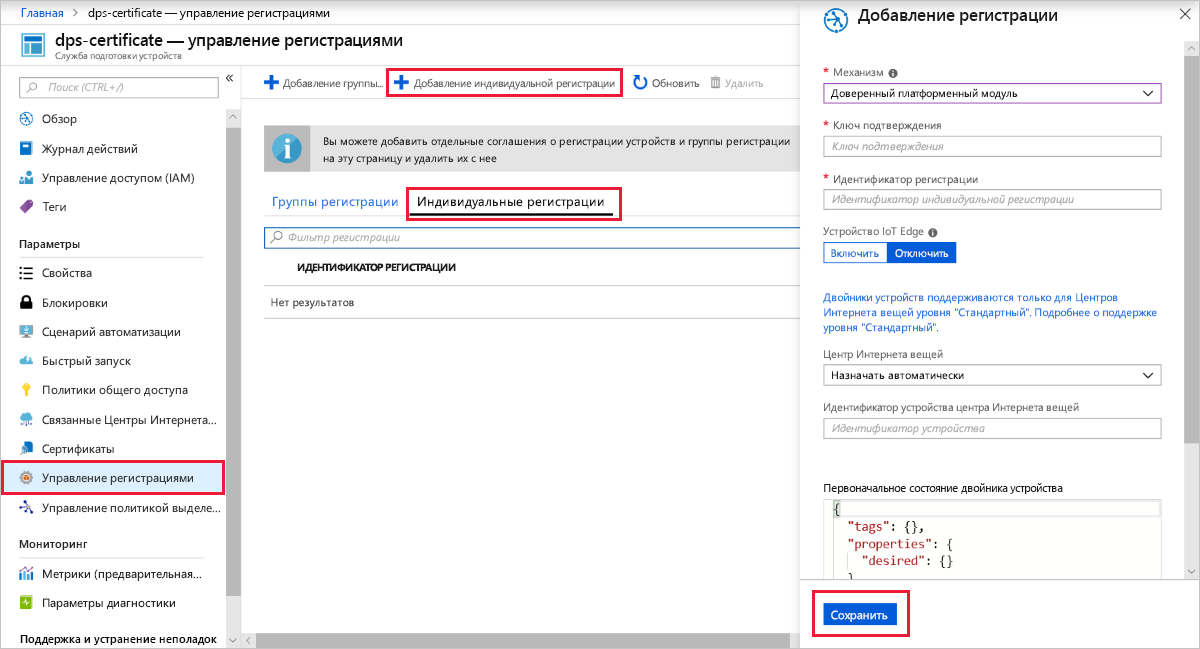 Главная > dps-certificate — управление регистрациями
dps-certificate — управление регистрациями
Служба подготовки устройств
Поиск (CTRL+/)
«
Обзор
Журнал действий
Управление доступом (IAM)
Теги
Параметры
Свойства
Блокировки
Сценарий автоматизации
Быстрый запуск
Политики общего доступа
Связанные Центры Интернета...
Сертификаты
Управление регистрациями
Управление политикой выделе...
Мониторинг
Метрики (предварительная...
Параметры диагностики
Поддержка и устранение неполадок
Добавление группы...
Добавление индивидуальной регистрации
Обновить
Удалить
Вы можете добавить отдельные соглашения о регистрации устройств и группы регистрации
на эту страницу и удалить их с нее
Группы регистрации
Индивидуальные регистрации
Фильтр регистрации
ИДЕНТИФИКАТОР РЕГИСТРАЦИИ
Нет результатов
Добавление регистрации
* Механизм
Доверенный платформенный модуль
* Ключ подтверждения
Ключ подтверждения
* Идентификатор регистрации
Идентификатор индивидуальной регистрации
Устройство IoT Edge
Включить Отключить
Двойники устройств поддерживаются только для Центров
Интернета вещей уровня "Стандартный". Подробнее о поддержке
уровня "Стандартный".
Центр Интернета вещей
Назначать автоматически
Идентификатор устройства центра Интернета вещей
Идентификатор устройства
Первоначальное состояние двойника устройства
{
"tags": {},
"properties": {
"desired": {}
}
Сохранить